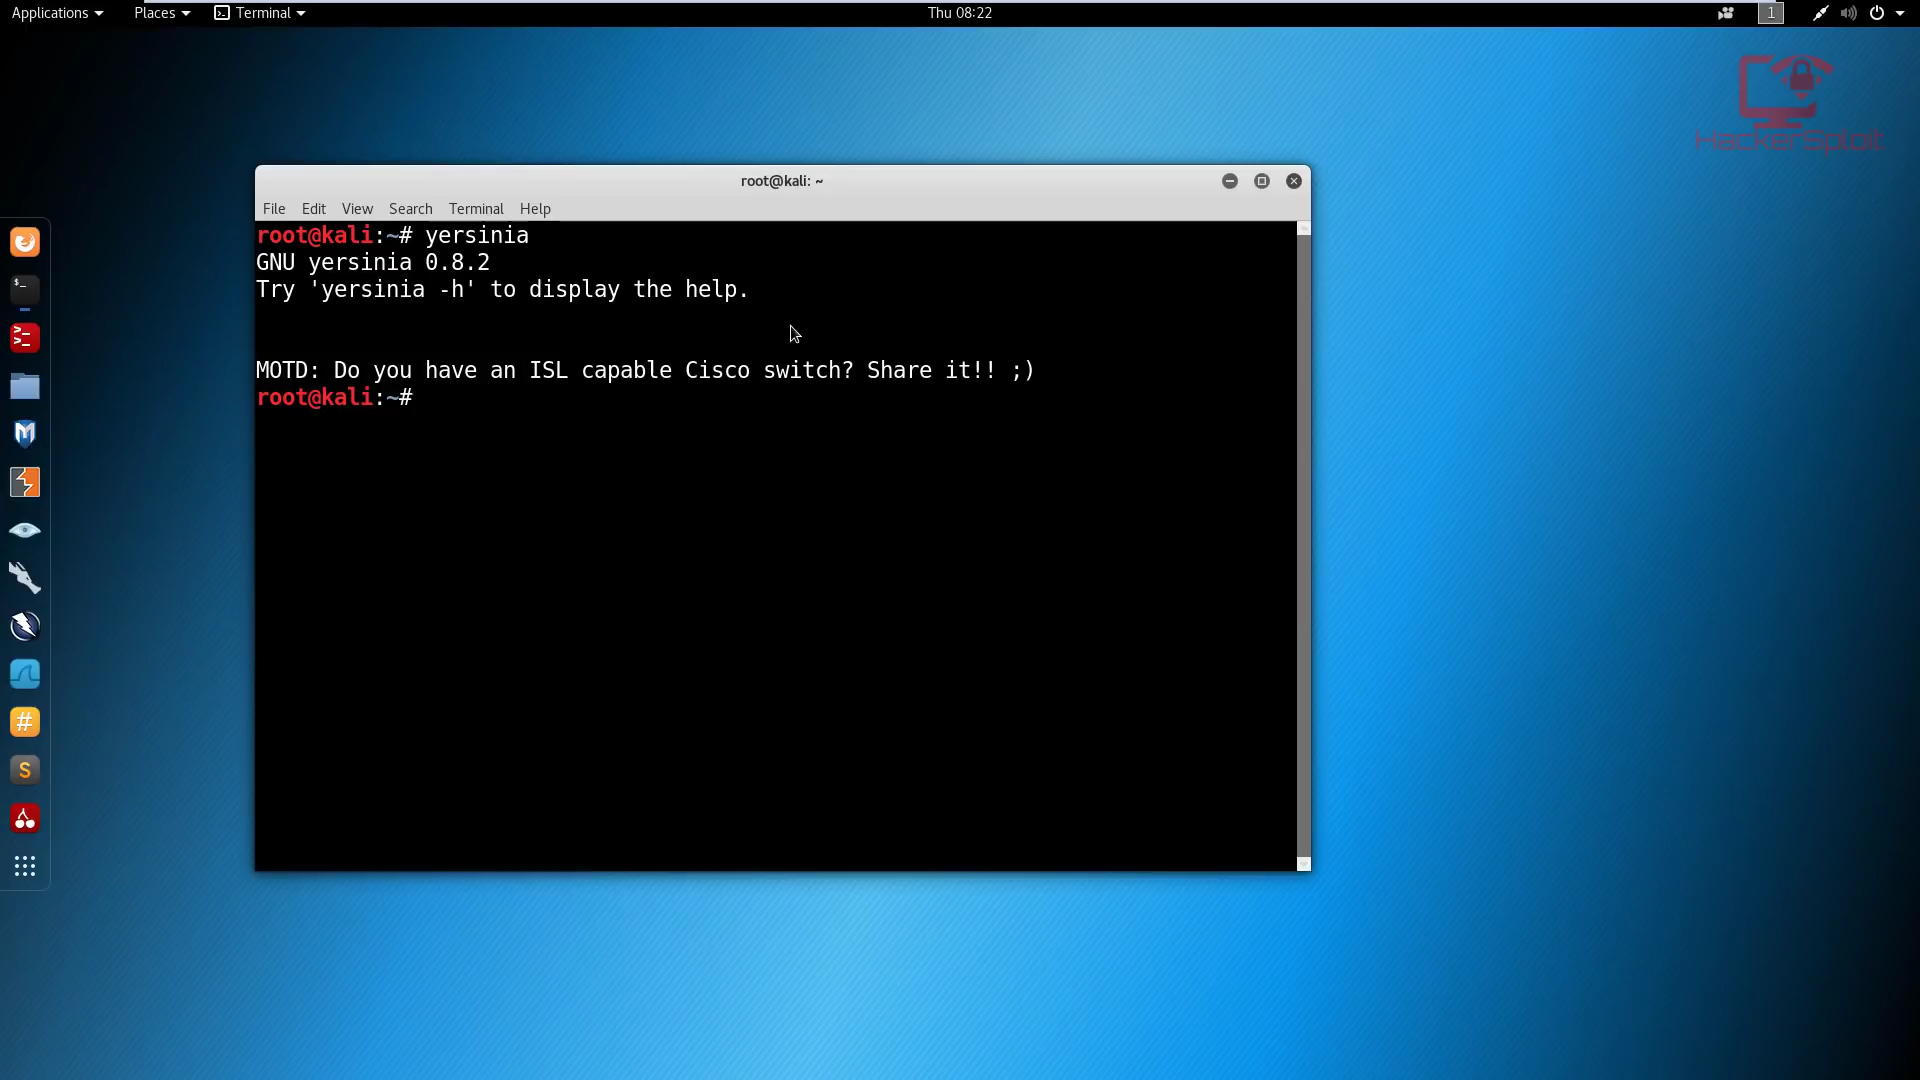 Applications Places Terminal Thu 08:22 1
HackerSploit
root@kali: ~
File Edit View Search Terminal Help
root@kali:~# yersinia
GNU yersinia 0.8.2
Try 'yersinia -h' to display the help.
MOTD: Do you have an ISL capable Cisco switch? Share it!! ;)
root@kali:~#